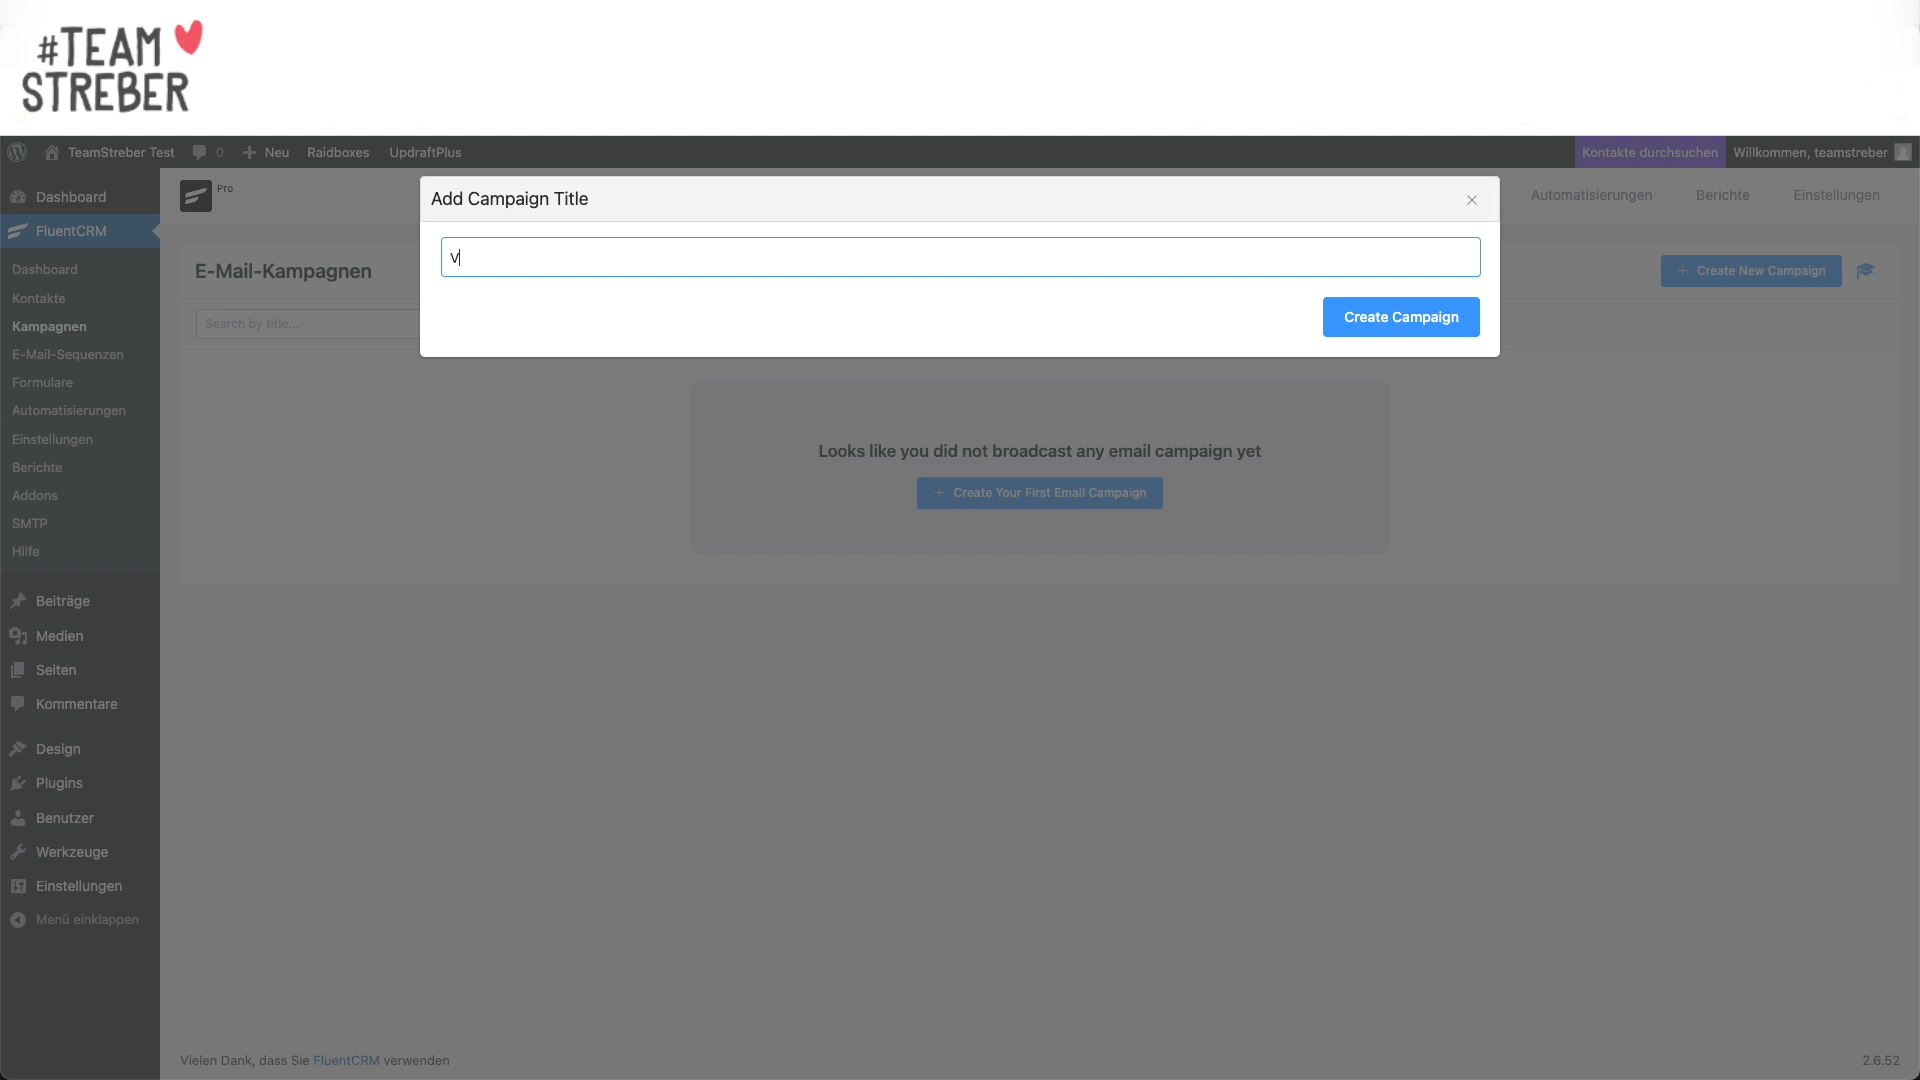 #TEAM
STREBER
TeamStreber Test
0
Neu
Raidboxes
UpdraftPlus
Kontakte durchsuchen
Willkommen, teamstreber
Dashboard
FluentCRM
Dashboard
Kontakte
Kampagnen
E-Mail-Sequenzen
Formulare
Automatisierungen
Einstellungen
Berichte
Addons
SMTP
Hilfe
Beiträge
Medien
Seiten
Kommentare
Design
Plugins
Benutzer
Werkzeuge
Einstellungen
Menü einklappen
Pro
Automatisierungen
Berichte
Einstellungen
Add Campaign Title
V
Create Campaign
E-Mail-Kampagnen
Create New Campaign
Search by title...
Looks like you did not broadcast any email campaign yet
Create Your First Email Campaign
Vielen Dank, dass Sie FluentCRM verwenden
2.6.52